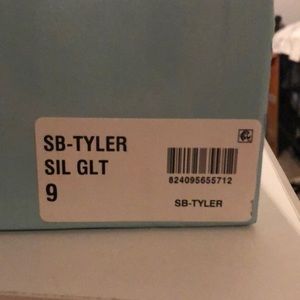 SB-TYLER
SIL GLT
9
824095655712
SB-TYLER